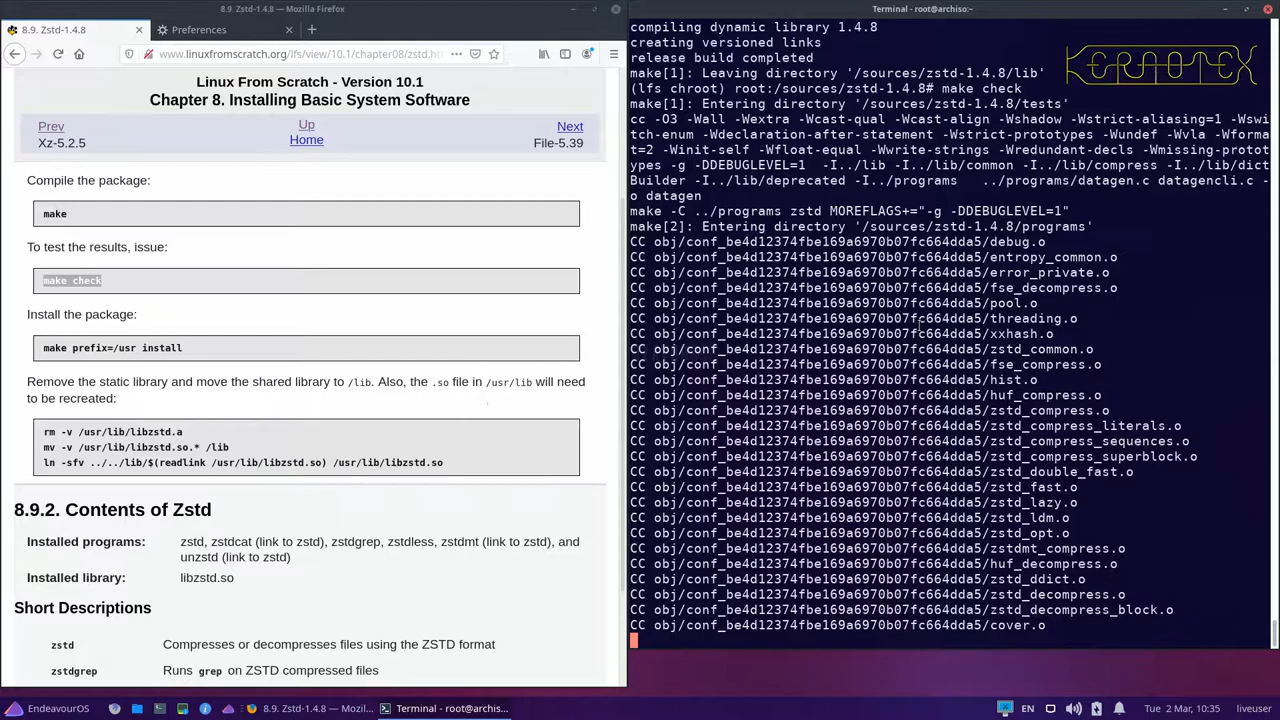 8.9. Zstd-1.4.8 — Mozilla Firefox
8.9. Zstd-1.4.8
Preferences
www.linuxfromscratch.org/lfs/view/10.1/chapter08/zstd.h
Linux From Scratch - Version 10.1
Chapter 8. Installing Basic System Software
Prev
Up
Next
Xz-5.2.5
Home
File-5.39
Compile the package:
make
To test the results, issue:
make check
Install the package:
make prefix=/usr install
Remove the static library and move the shared library to /lib. Also, the .so file in /usr/lib will need
to be recreated:
rm -v /usr/lib/libzstd.a
mv -v /usr/lib/libzstd.so.* /lib
ln -sfv ../../lib/$(readlink /usr/lib/libzstd.so) /usr/lib/libzstd.so
8.9.2. Contents of Zstd
Installed programs:
zstd, zstdcat (link to zstd), zstdgrep, zstdless, zstdmt (link to zstd), and
unzstd (link to zstd)
Installed library:
libzstd.so
Short Descriptions
zstd
Compresses or decompresses files using the ZSTD format
zstdgrep
Runs grep on ZSTD compressed files
Terminal - root@archiso:~
compiling dynamic library 1.4.8
creating versioned links
release build completed
make[1]: Leaving directory '/sources/zstd-1.4.8/lib'
(lfs chroot) root:/sources/zstd-1.4.8# make check
make[1]: Entering directory '/sources/zstd-1.4.8/tests'
cc -O3 -Wall -Wextra -Wcast-qual -Wcast-align -Wshadow -Wstrict-aliasing=1 -Wswi
tch-enum -Wdeclaration-after-statement -Wstrict-prototypes -Wundef -Wvla -Wforma
t=2 -Winit-self -Wfloat-equal -Wwrite-strings -Wredundant-decls -Wmissing-protot
ypes -g -DDEBUGLEVEL=1  -I../lib -I../lib/common -I../lib/compress -I../lib/dict
Builder -I../lib/deprecated -I../programs   ../programs/datagen.c datagencli.c -
o datagen
make -C ../programs zstd MOREFLAGS+="-g -DDEBUGLEVEL=1"
make[2]: Entering directory '/sources/zstd-1.4.8/programs'
CC obj/conf_be4d12374fbe169a6970b07fc664dda5/debug.o
CC obj/conf_be4d12374fbe169a6970b07fc664dda5/entropy_common.o
CC obj/conf_be4d12374fbe169a6970b07fc664dda5/error_private.o
CC obj/conf_be4d12374fbe169a6970b07fc664dda5/fse_decompress.o
CC obj/conf_be4d12374fbe169a6970b07fc664dda5/pool.o
CC obj/conf_be4d12374fbe169a6970b07fc664dda5/threading.o
CC obj/conf_be4d12374fbe169a6970b07fc664dda5/xxhash.o
CC obj/conf_be4d12374fbe169a6970b07fc664dda5/zstd_common.o
CC obj/conf_be4d12374fbe169a6970b07fc664dda5/fse_compress.o
CC obj/conf_be4d12374fbe169a6970b07fc664dda5/hist.o
CC obj/conf_be4d12374fbe169a6970b07fc664dda5/huf_compress.o
CC obj/conf_be4d12374fbe169a6970b07fc664dda5/zstd_compress.o
CC obj/conf_be4d12374fbe169a6970b07fc664dda5/zstd_compress_literals.o
CC obj/conf_be4d12374fbe169a6970b07fc664dda5/zstd_compress_sequences.o
CC obj/conf_be4d12374fbe169a6970b07fc664dda5/zstd_compress_superblock.o
CC obj/conf_be4d12374fbe169a6970b07fc664dda5/zstd_double_fast.o
CC obj/conf_be4d12374fbe169a6970b07fc664dda5/zstd_fast.o
CC obj/conf_be4d12374fbe169a6970b07fc664dda5/zstd_lazy.o
CC obj/conf_be4d12374fbe169a6970b07fc664dda5/zstd_ldm.o
CC obj/conf_be4d12374fbe169a6970b07fc664dda5/zstd_opt.o
CC obj/conf_be4d12374fbe169a6970b07fc664dda5/zstdmt_compress.o
CC obj/conf_be4d12374fbe169a6970b07fc664dda5/huf_decompress.o
CC obj/conf_be4d12374fbe169a6970b07fc664dda5/zstd_ddict.o
CC obj/conf_be4d12374fbe169a6970b07fc664dda5/zstd_decompress.o
CC obj/conf_be4d12374fbe169a6970b07fc664dda5/zstd_decompress_block.o
CC obj/conf_be4d12374fbe169a6970b07fc664dda5/cover.o
EndeavourOS
8.9. Zstd-1.4.8 — Mozil...
Terminal - root@archiso...
EN
Tue 2 Mar, 10:35
liveuser